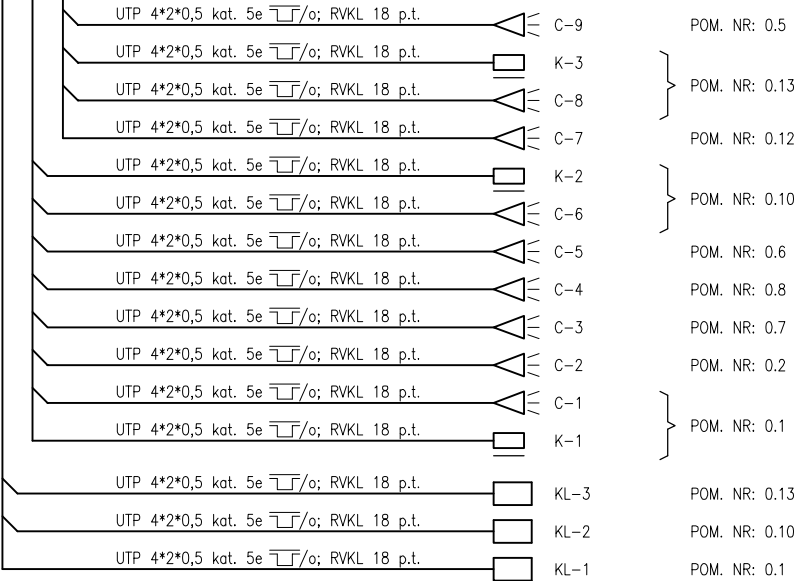 UTP 4*2*0,5 kat. 5e /o; RVKL 18 p.t. C-9 POM. NR: 0.5
UTP 4*2*0,5 kat. 5e /o; RVKL 18 p.t. K-3
POM. NR: 0.13
UTP 4*2*0,5 kat. 5e /o; RVKL 18 p.t. C-8
UTP 4*2*0,5 kat. 5e /o; RVKL 18 p.t. C-7 POM. NR: 0.12
UTP 4*2*0,5 kat. 5e /o; RVKL 18 p.t. K-2
POM. NR: 0.10
UTP 4*2*0,5 kat. 5e /o; RVKL 18 p.t. C-6
UTP 4*2*0,5 kat. 5e /o; RVKL 18 p.t. C-5 POM. NR: 0.6
UTP 4*2*0,5 kat. 5e /o; RVKL 18 p.t. C-4 POM. NR: 0.8
UTP 4*2*0,5 kat. 5e /o; RVKL 18 p.t. C-3 POM. NR: 0.7
UTP 4*2*0,5 kat. 5e /o; RVKL 18 p.t. C-2 POM. NR: 0.2
UTP 4*2*0,5 kat. 5e /o; RVKL 18 p.t. C-1
POM. NR: 0.1
UTP 4*2*0,5 kat. 5e /o; RVKL 18 p.t. K-1
UTP 4*2*0,5 kat. 5e /o; RVKL 18 p.t. KL-3 POM. NR: 0.13
UTP 4*2*0,5 kat. 5e /o; RVKL 18 p.t. KL-2 POM. NR: 0.10
UTP 4*2*0,5 kat. 5e /o; RVKL 18 p.t. KL-1 POM. NR: 0.1